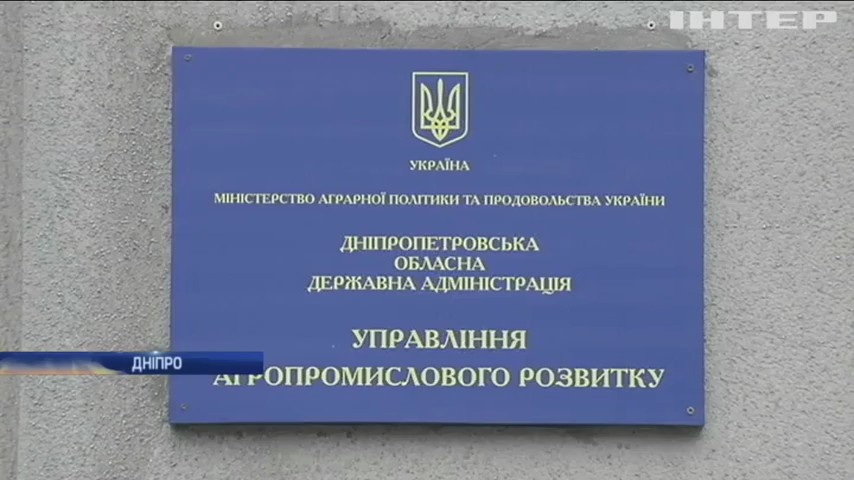 ІНТЕР
УКРАЇНА
МІНІСТЕРСТВО АГРАРНОЇ ПОЛІТИКИ ТА ПРОДОВОЛЬСТВА УКРАЇНИ
ДНІПРОПЕТРОВСЬКА
ОБЛАСНА
ДЕРЖАВНА АДМІНІСТРАЦІЯ
УПРАВЛІННЯ
ДНІПРО
АГРОПРОМИСЛОВОГО РОЗВИТКУ